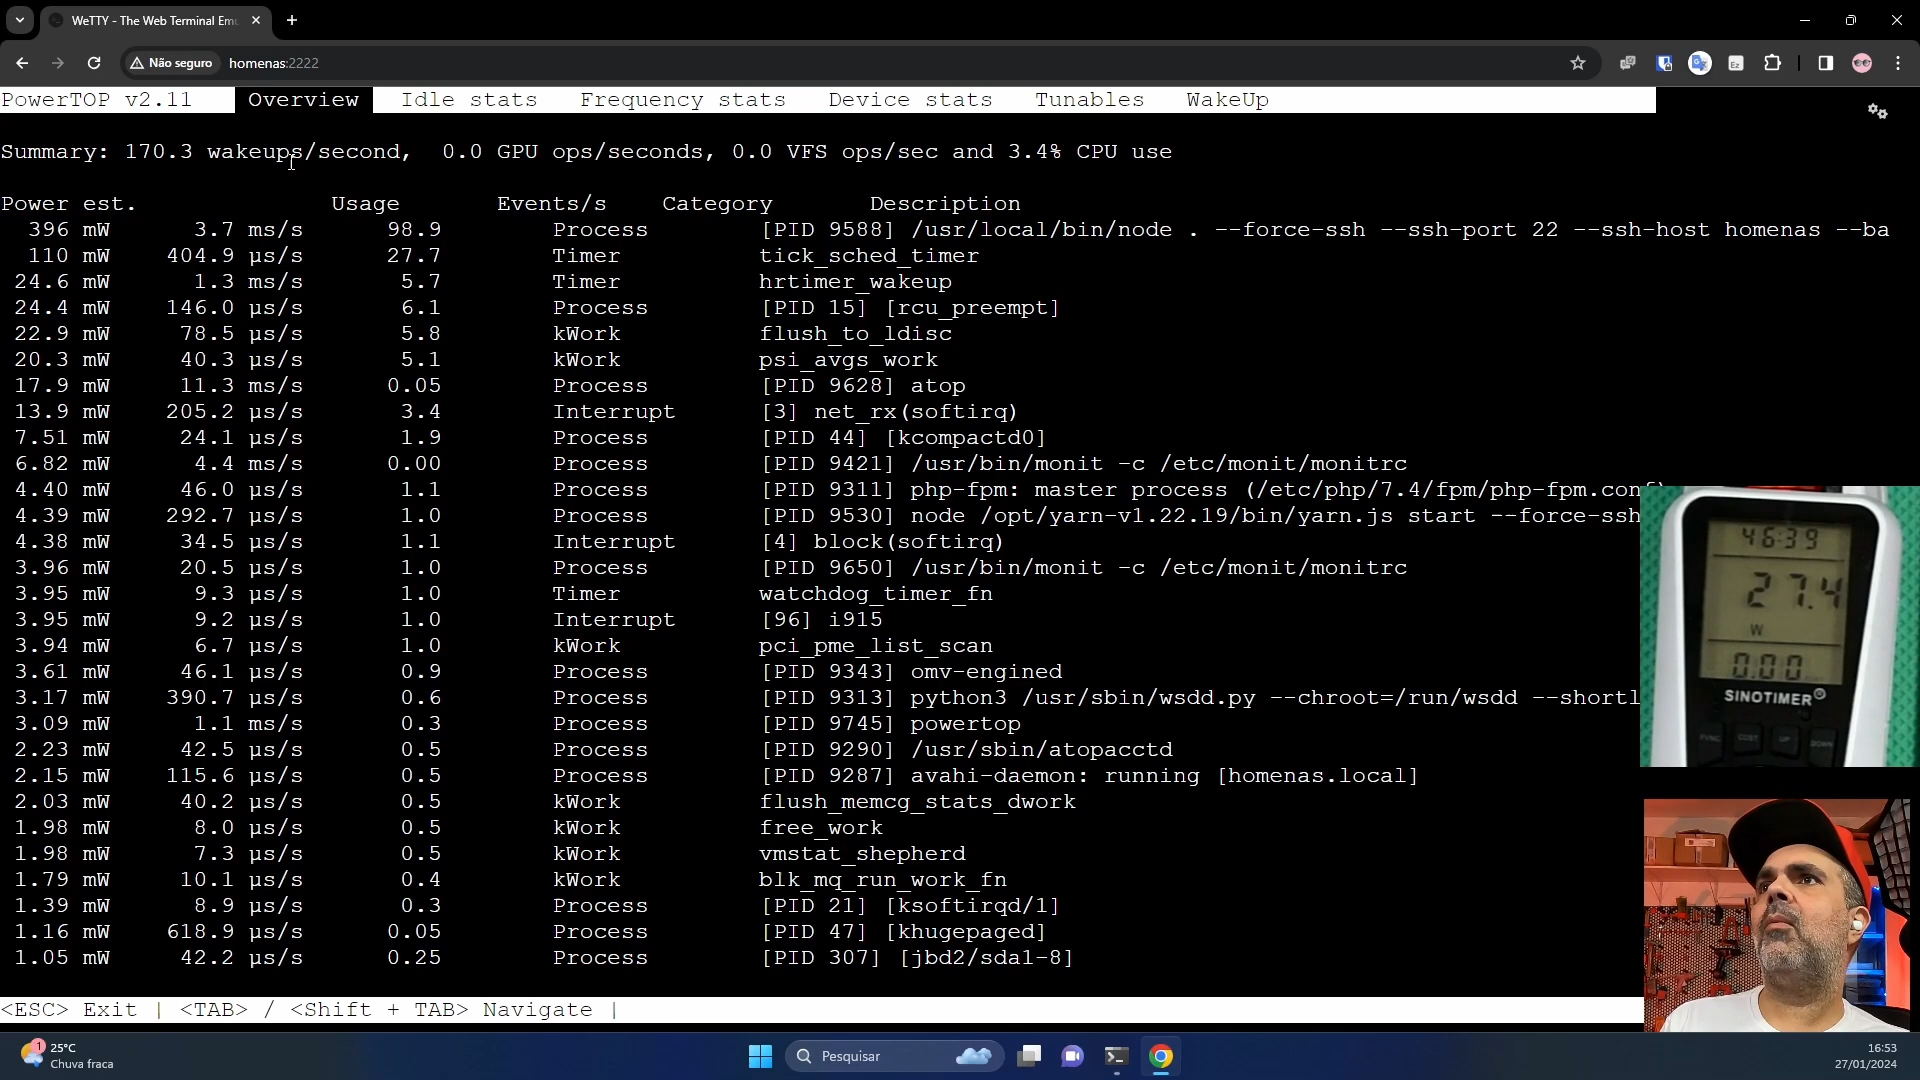 WeTTY - The Web Terminal Emu
Não seguro
homenas:2222
PowerTOP v2.11 Overview Idle stats Frequency stats Device stats Tunables WakeUp
Summary: 170.3 wakeups/second, 0.0 GPU ops/seconds, 0.0 VFS ops/sec and 3.4% CPU use
Power est. Usage Events/s Category Description
396 mW 3.7 ms/s 98.9 Process [PID 9588] /usr/local/bin/node . --force-ssh --ssh-port 22 --ssh-host homenas --ba
110 mW 404.9 µs/s 27.7 Timer tick_sched_timer
24.6 mW 1.3 ms/s 5.7 Timer hrtimer_wakeup
24.4 mW 146.0 µs/s 6.1 Process [PID 15] [rcu_preempt]
22.9 mW 78.5 µs/s 5.8 kWork flush_to_ldisc
20.3 mW 40.3 µs/s 5.1 kWork psi_avgs_work
17.9 mW 11.3 ms/s 0.05 Process [PID 9628] atop
13.9 mW 205.2 µs/s 3.4 Interrupt [3] net_rx(softirq)
7.51 mW 24.1 µs/s 1.9 Process [PID 44] [kcompactd0]
6.82 mW 4.4 ms/s 0.00 Process [PID 9421] /usr/bin/monit -c /etc/monit/monitrc
4.40 mW 46.0 µs/s 1.1 Process [PID 9311] php-fpm: master process (/etc/php/7.4/fpm/php-fpm.conf)
4.39 mW 292.7 µs/s 1.0 Process [PID 9530] node /opt/yarn-v1.22.19/bin/yarn.js start --force-ssh
4.38 mW 34.5 µs/s 1.1 Interrupt [4] block(softirq)
3.96 mW 20.5 µs/s 1.0 Process [PID 9650] /usr/bin/monit -c /etc/monit/monitrc
3.95 mW 9.3 µs/s 1.0 Timer watchdog_timer_fn
3.95 mW 9.2 µs/s 1.0 Interrupt [96] i915
3.94 mW 6.7 µs/s 1.0 kWork pci_pme_list_scan
3.61 mW 46.1 µs/s 0.9 Process [PID 9343] omv-engined
3.17 mW 390.7 µs/s 0.6 Process [PID 9313] python3 /usr/sbin/wsdd.py --chroot=/run/wsdd --shortl
3.09 mW 1.1 ms/s 0.3 Process [PID 9745] powertop
2.23 mW 42.5 µs/s 0.5 Process [PID 9290] /usr/sbin/atopacctd
2.15 mW 115.6 µs/s 0.5 Process [PID 9287] avahi-daemon: running [homenas.local]
2.03 mW 40.2 µs/s 0.5 kWork flush_memcg_stats_dwork
1.98 mW 8.0 µs/s 0.5 kWork free_work
1.98 mW 7.3 µs/s 0.5 kWork vmstat_shepherd
1.79 mW 10.1 µs/s 0.4 kWork blk_mq_run_work_fn
1.39 mW 8.9 µs/s 0.3 Process [PID 21] [ksoftirqd/1]
1.16 mW 618.9 µs/s 0.05 Process [PID 47] [khugepaged]
1.05 mW 42.2 µs/s 0.25 Process [PID 307] [jbd2/sda1-8]
46:39
27.4
W
0.00
SINOTIMER®
COST UP DOWN
<ESC> Exit | <TAB> / <Shift + TAB> Navigate |
1
25°C
Chuva fraca
Pesquisar
16:53
27/01/2024